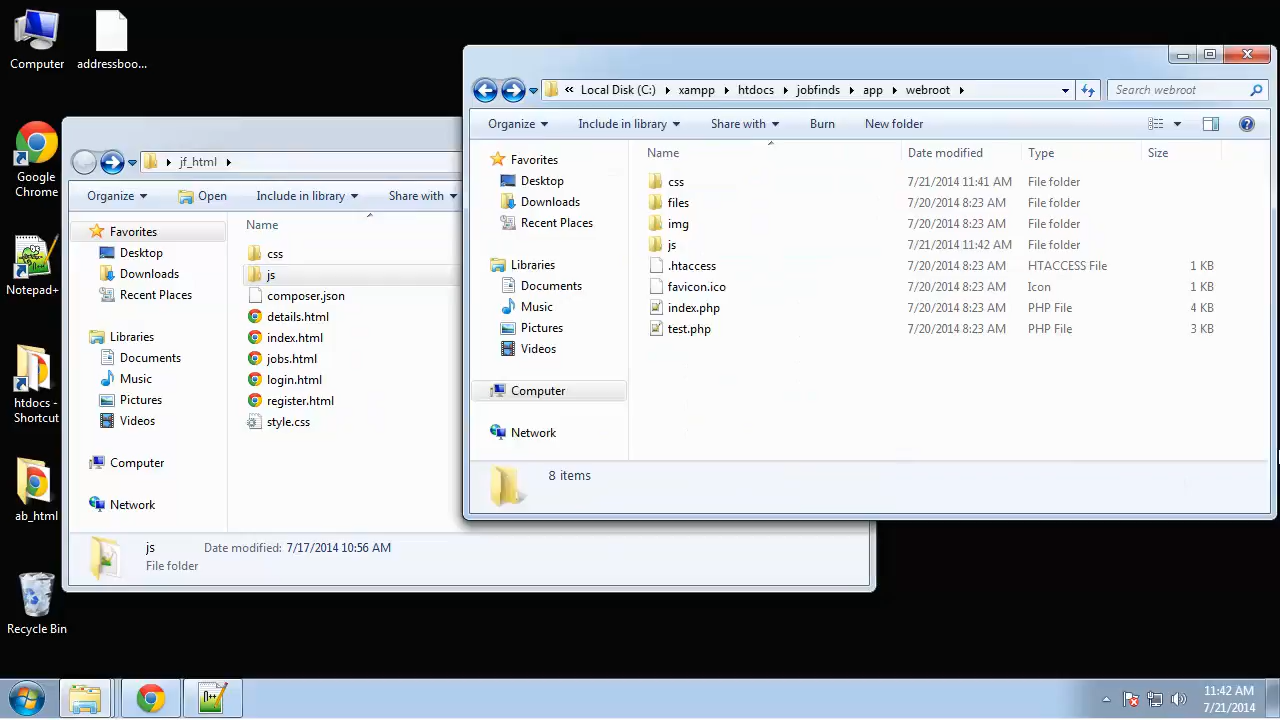 Computer
addressboo...
Google
Chrome
Notepad+
htdocs -
Shortcut
ab_html
Recycle Bin
jf_html
Organize
Open
Include in library
Share with
Favorites
Desktop
Downloads
Recent Places
Libraries
Documents
Music
Pictures
Videos
Computer
Network
Name
css
js
composer.json
details.html
index.html
jobs.html
login.html
register.html
style.css
js Date modified: 7/17/2014 10:56 AM
File folder
« Local Disk (C:) xampp htdocs jobfinds app webroot
Search webroot
Organize Include in library Share with Burn New folder
Favorites
Desktop
Downloads
Recent Places
Libraries
Documents
Music
Pictures
Videos
Computer
Network
Name Date modified Type Size
css 7/21/2014 11:41 AM File folder
files 7/20/2014 8:23 AM File folder
img 7/20/2014 8:23 AM File folder
js 7/21/2014 11:42 AM File folder
.htaccess 7/20/2014 8:23 AM HTACCESS File 1 KB
favicon.ico 7/20/2014 8:23 AM Icon 1 KB
index.php 7/20/2014 8:23 AM PHP File 4 KB
test.php 7/20/2014 8:23 AM PHP File 3 KB
8 items
11:42 AM
7/21/2014